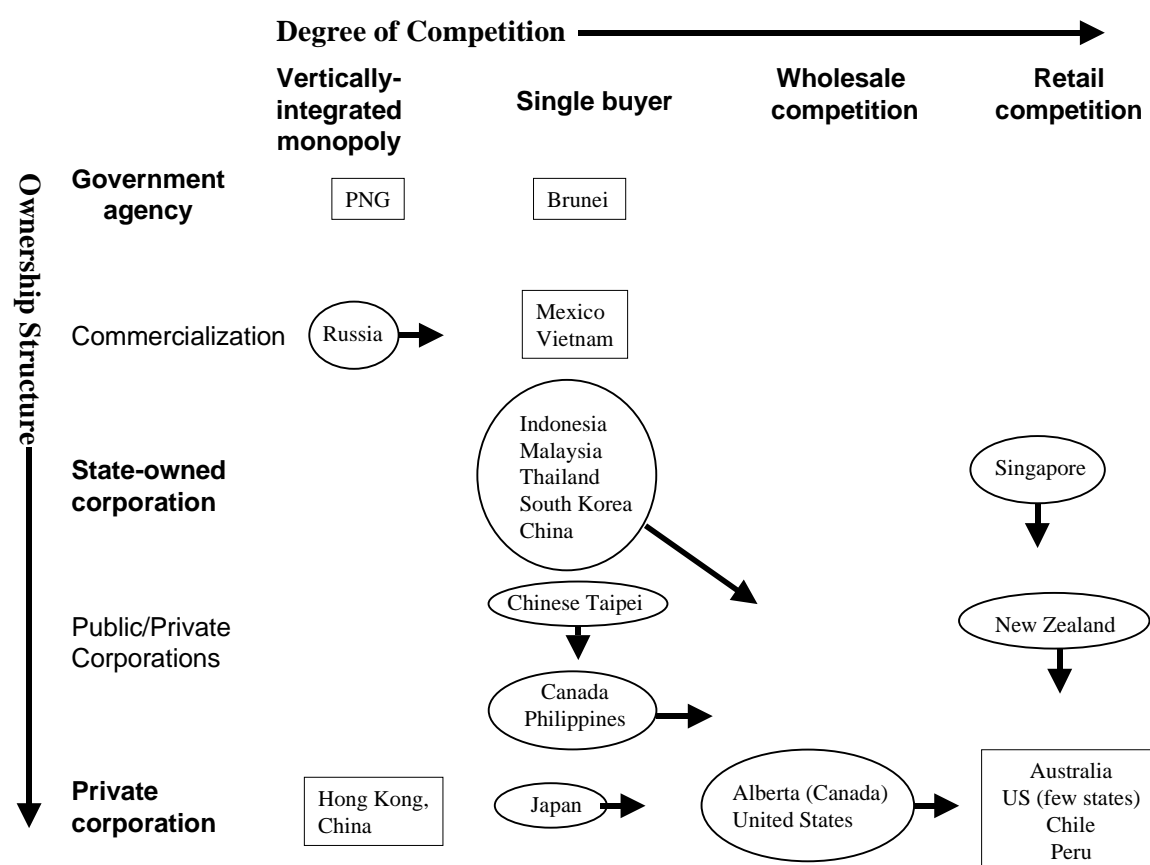 Degree of Competition
Vertically-
integrated
monopoly
Single buyer
Wholesale
competition
Retail
competition
Ownership Structure
Government
agency
PNG
Brunei
Commercialization
Russia
Mexico
Vietnam
State-owned
corporation
Indonesia
Malaysia
Thailand
South Korea
China
Singapore
Public/Private
Corporations
Chinese Taipei
New Zealand
Canada
Philippines
Private
corporation
Hong Kong,
China
Japan
Alberta (Canada)
United States
Australia
US (few states)
Chile
Peru